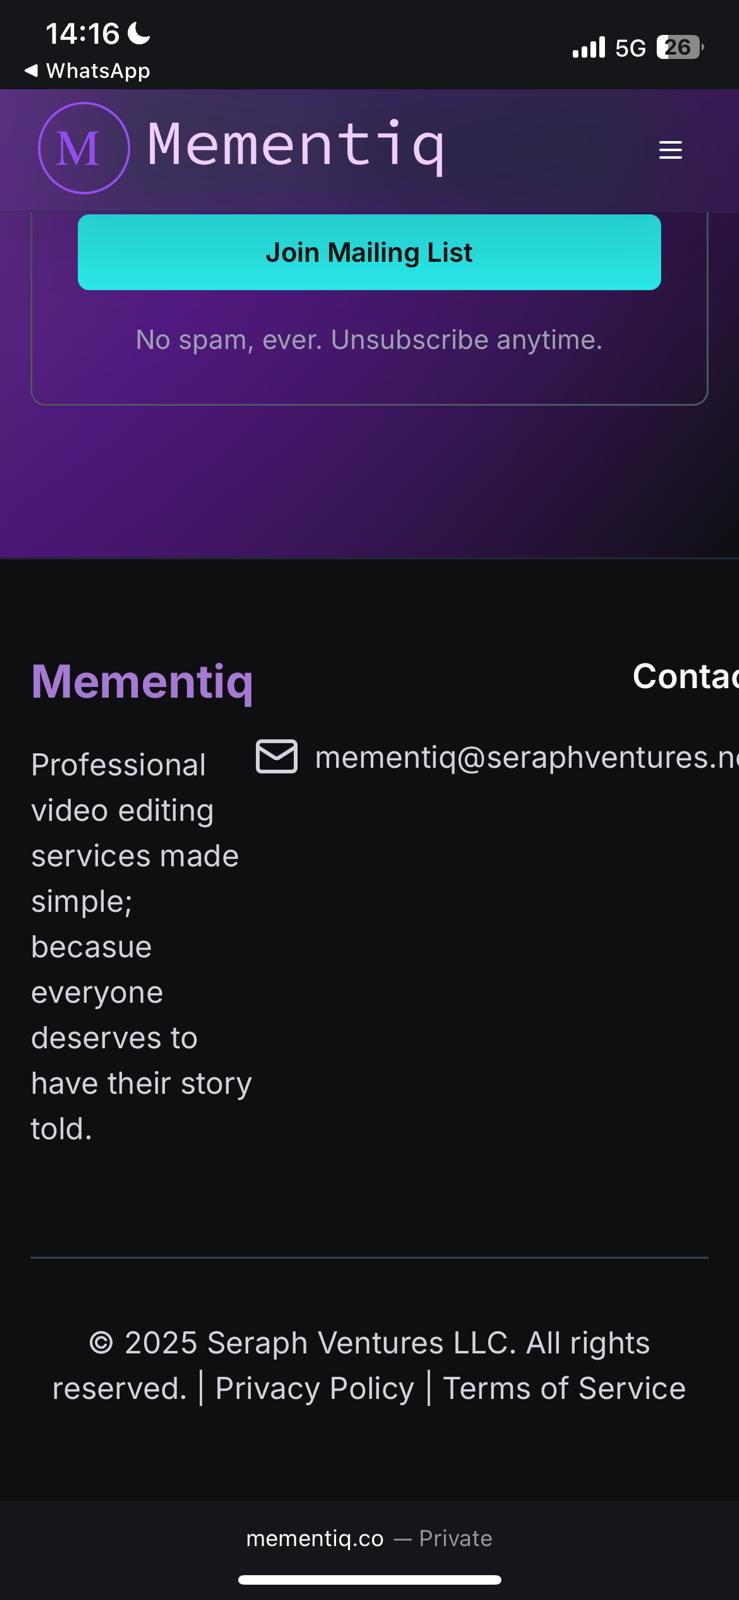 14:16
5G
26
◀ WhatsApp
M
Mementiq
Join Mailing List
No spam, ever. Unsubscribe anytime.
Mementiq
Contac
Professional
video editing
services made
simple;
becasue
everyone
deserves to
have their story
told.
mementiq@seraphventures.ne
© 2025 Seraph Ventures LLC. All rights
reserved. | Privacy Policy | Terms of Service
mementiq.co — Private